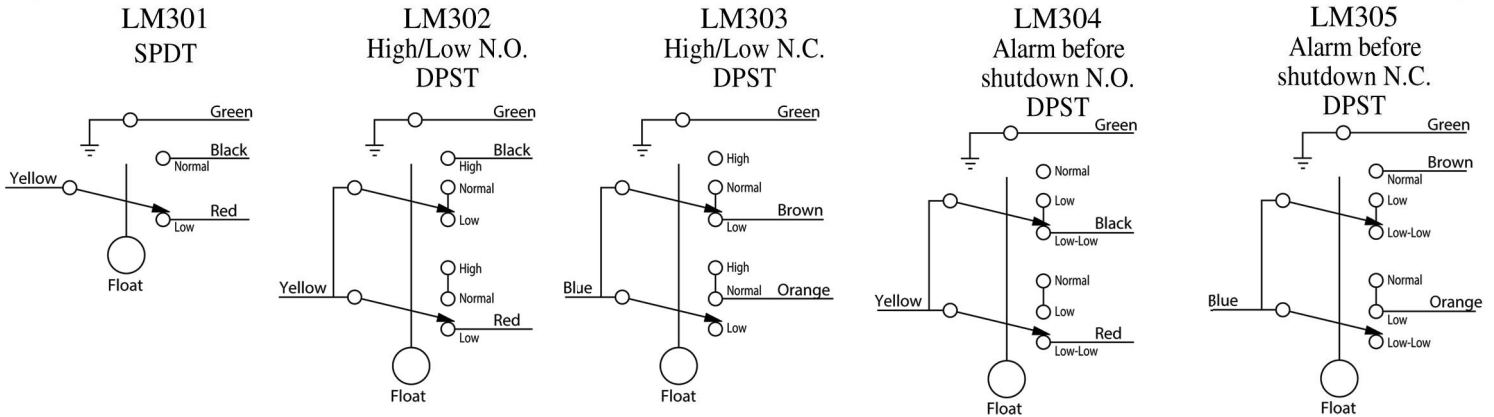 LM301
SPDT
Green
Black
Normal
Yellow
Red
Low
Float
LM302
High/Low N.O.
DPST
Green
Black
High
Normal
Low
High
Yellow
Normal
Red
Low
Float
LM303
High/Low N.C.
DPST
Green
High
Normal
Brown
Low
High
Blue
Normal
Orange
Low
Float
LM304
Alarm before
shutdown N.O.
DPST
Green
Normal
Low
Black
Low-Low
Normal
Yellow
Low
Red
Low-Low
Float
LM305
Alarm before
shutdown N.C.
DPST
Green
Brown
Normal
Low
Low-Low
Normal
Blue
Orange
Low
Low-Low
Float